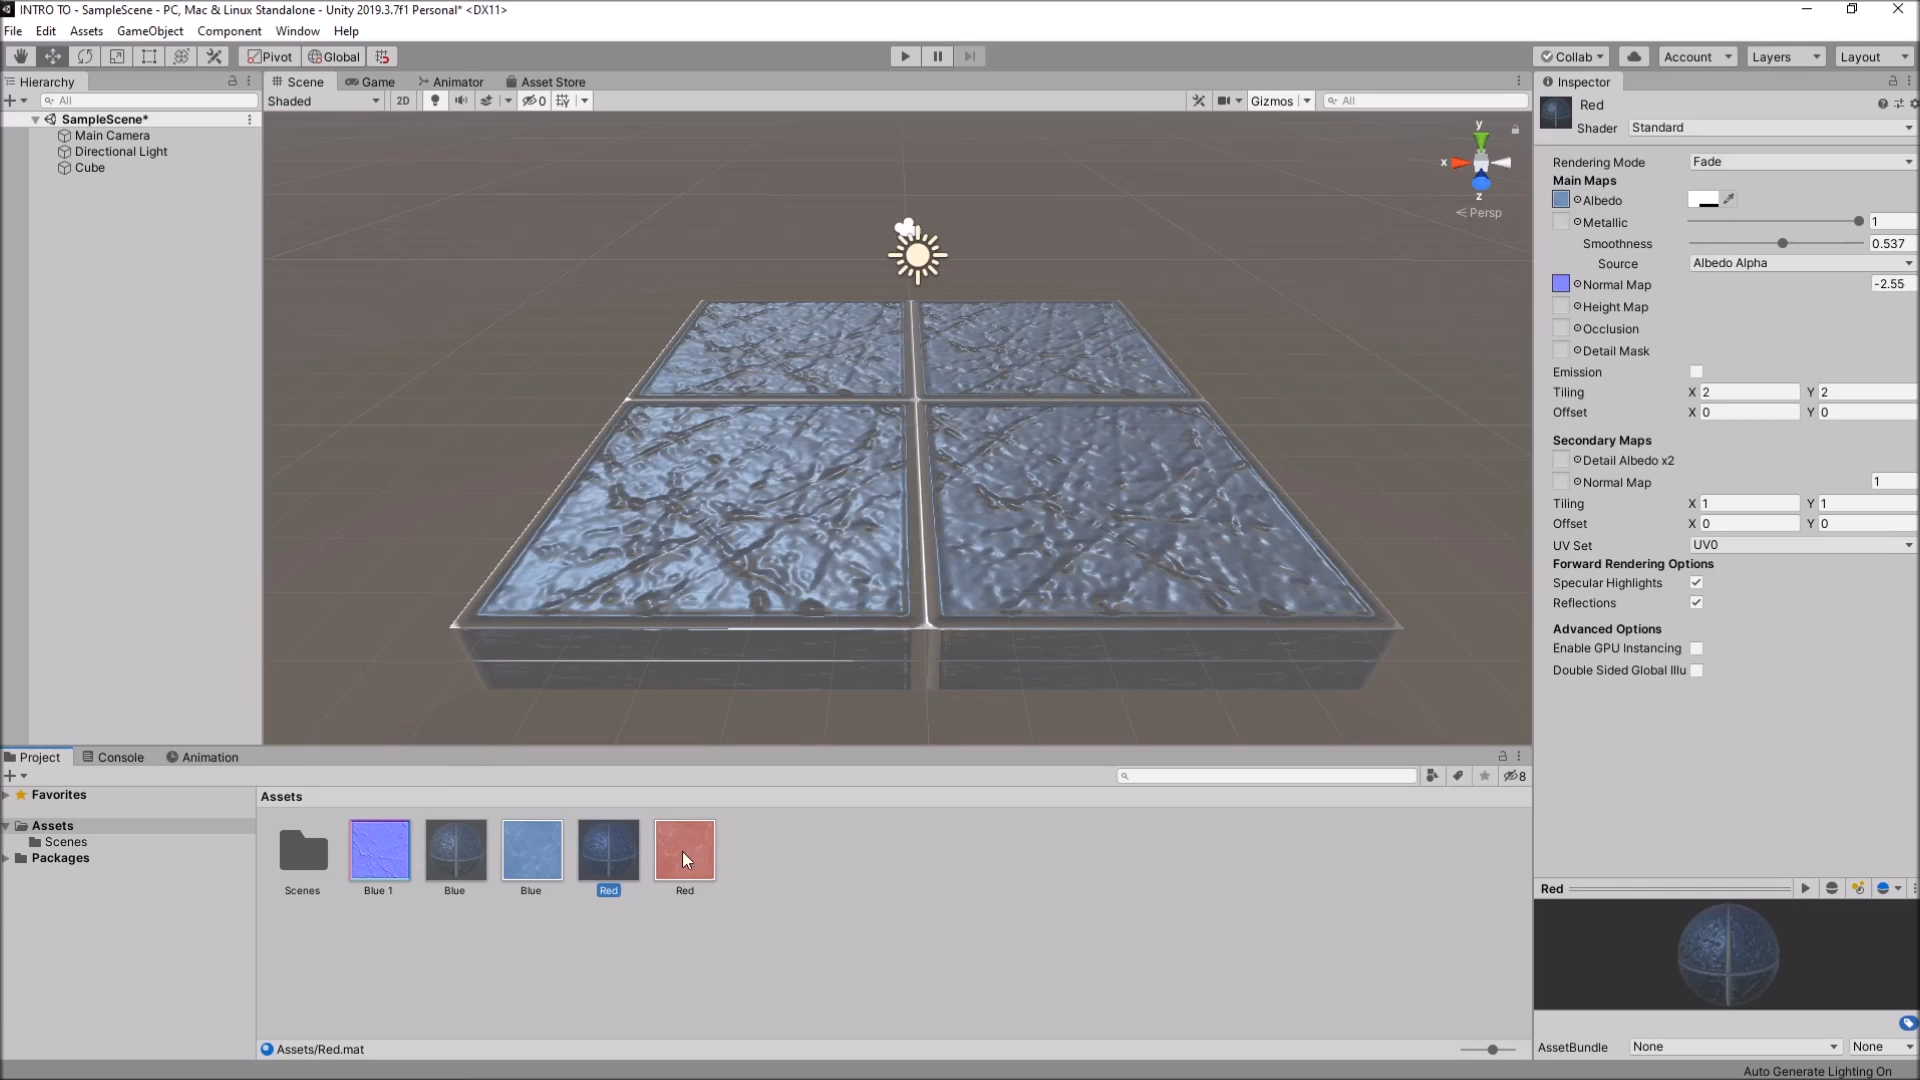 INTRO TO - SampleScene - PC, Mac & Linux Standalone - Unity 2019.3.7f1 Personal* <DX11>
File Edit Assets GameObject Component Window Help
Pivot Global Collab Account Layers Layout
Hierarchy Scene Game Animator Asset Store Inspector
All Shaded 2D 0 Gizmos All Red
Shader Standard
SampleScene*
Main Camera
Directional Light
Cube
y
x
z
Persp
Rendering Mode Fade
Main Maps
Albedo
Metallic 1
Smoothness 0.537
Source Albedo Alpha
Normal Map -2.55
Height Map
Occlusion
Detail Mask
Emission
Tiling X 2 Y 2
Offset X 0 Y 0
Secondary Maps
Detail Albedo x2
Normal Map 1
Tiling X 1 Y 1
Offset X 0 Y 0
UV Set UV0
Forward Rendering Options
Specular Highlights
Reflections
Advanced Options
Enable GPU Instancing
Double Sided Global Illu
Project Console Animation
8
Favorites
Assets
Scenes
Packages
Assets
Scenes Blue 1 Blue Blue Red Red
Red
Assets/Red.mat
AssetBundle None None
Auto Generate Lighting On